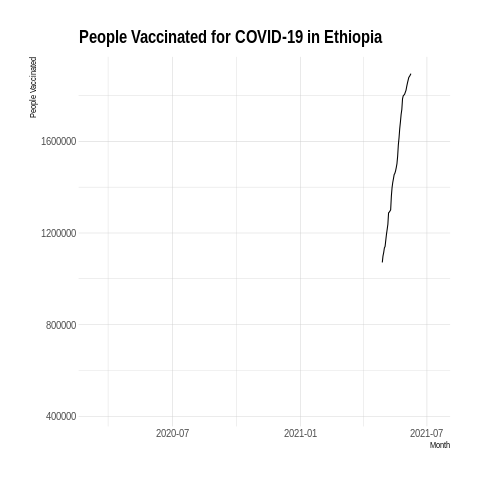 People Vaccinated for COVID-19 in Ethiopia
People Vaccinated
1600000
1200000
800000
400000
2020-07
2021-01
2021-07
Month